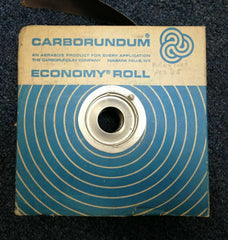 CARBORUNDUM®
AN ABRASIVE PRODUCT FOR EVERY APPLICATION
THE CARBORUNDUM COMPANY NIAGARA FALLS, N.Y.
ECONOMY® ROLL